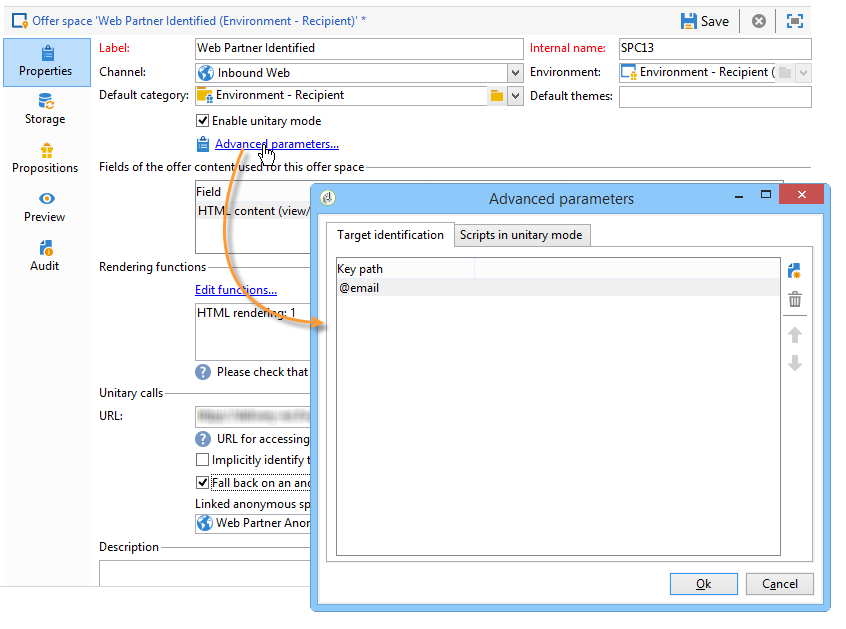 Offer space 'Web Partner Identified (Environment - Recipient)' *
Save
Properties
Storage
Propositions
Preview
Audit
Label: Web Partner Identified Internal name: SPC13
Channel: Inbound Web Environment: Environment - Recipient (
Default category: Environment - Recipient Default themes:
Enable unitary mode
Advanced parameters...
Fields of the offer content used for this offer space
Field
HTML content (view/
Rendering functions
Edit functions...
HTML rendering: 1
Please check that
Unitary calls
URL:
URL for accessing
Implicitly identify
Fall back on an
Linked anonymous
Web Partner
Description
Advanced parameters
Target identification Scripts in unitary mode
Key path
@email
Ok Cancel